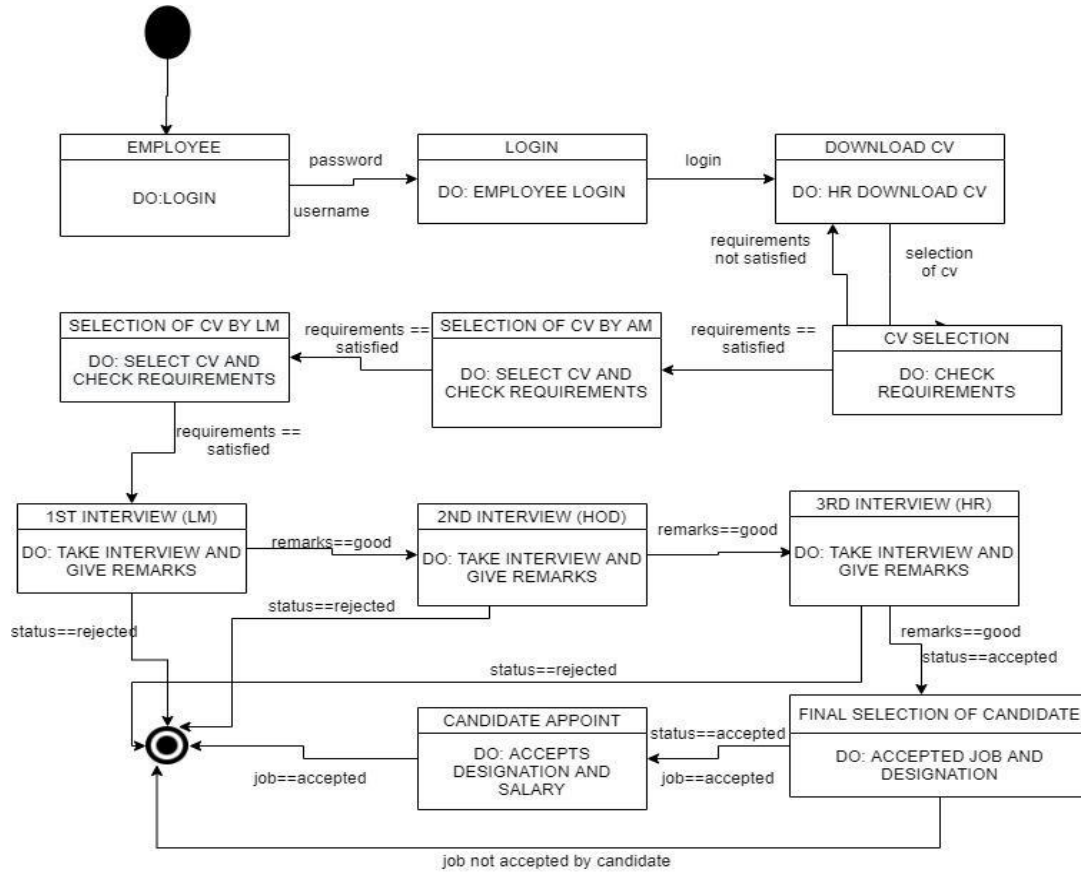 EMPLOYEE
DO:LOGIN
password
username
LOGIN
DO: EMPLOYEE LOGIN
login
DOWNLOAD CV
DO: HR DOWNLOAD CV
requirements
not satisfied
selection
of cv
SELECTION OF CV BY LM
DO: SELECT CV AND
CHECK REQUIREMENTS
requirements ==
satisfied
SELECTION OF CV BY AM
DO: SELECT CV AND
CHECK REQUIREMENTS
requirements ==
satisfied
CV SELECTION
DO: CHECK
REQUIREMENTS
requirements ==
satisfied
1ST INTERVIEW (LM)
DO: TAKE INTERVIEW AND
GIVE REMARKS
remarks==good
2ND INTERVIEW (HOD)
DO: TAKE INTERVIEW AND
GIVE REMARKS
remarks==good
3RD INTERVIEW (HR)
DO: TAKE INTERVIEW AND
GIVE REMARKS
status==rejected
status==rejected
status==rejected
remarks==good
status==accepted
CANDIDATE APPOINT
DO: ACCEPTS
DESIGNATION AND
SALARY
status==accepted
job==accepted
FINAL SELECTION OF CANDIDATE
DO: ACCEPTED JOB AND
DESIGNATION
job==accepted
job not accepted by candidate